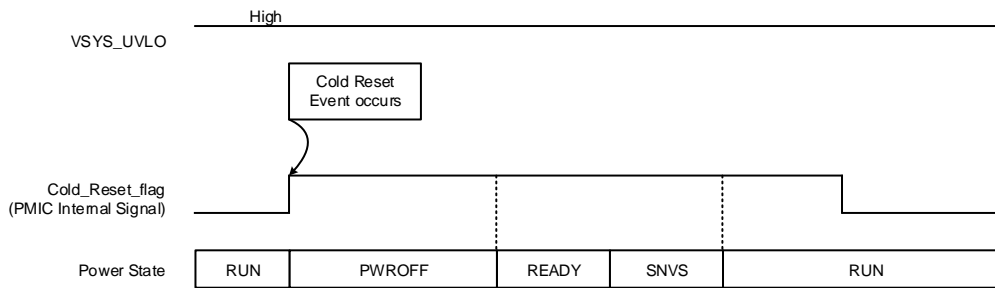 High
VSYS_UVLO
Cold Reset
Event occurs
Cold_Reset_flag
(PMIC Internal Signal)
Power State
RUN
PWROFF
READY
SNVS
RUN